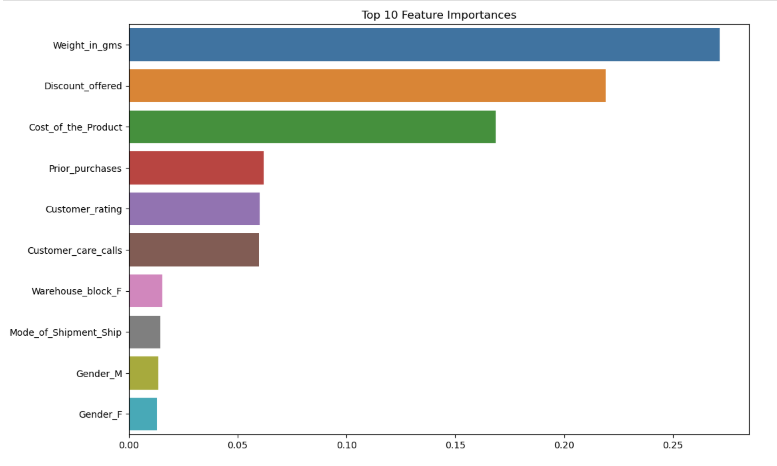 Top 10 Feature Importances
Weight_in_gms
Discount_offered
Cost_of_the_Product
Prior_purchases
Customer_rating
Customer_care_calls
Warehouse_block_F
Mode_of_Shipment_Ship
Gender_M
Gender_F
0.00 0.05 0.10 0.15 0.20 0.25